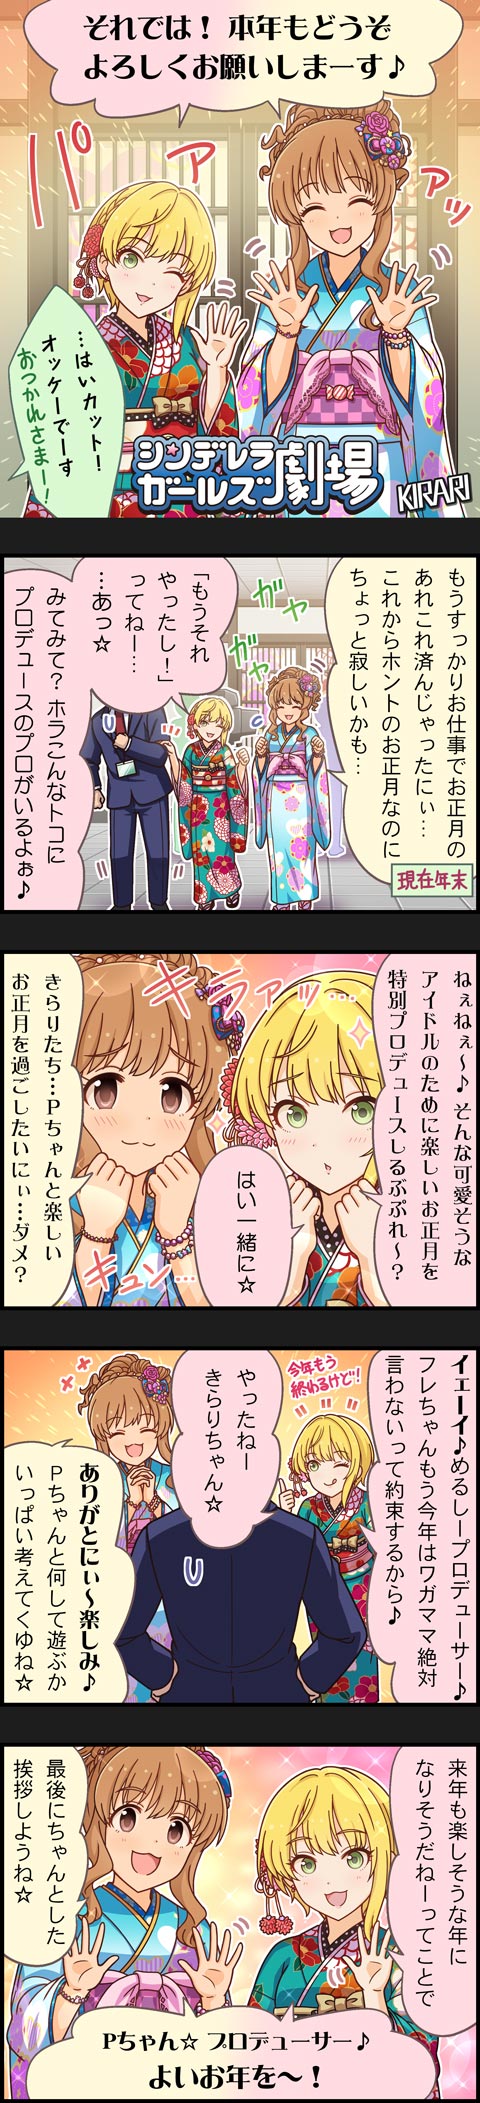 それでは！ 本年もどうぞ
よろしくお願いしまーす♪
パ
ア
アッ
…はいカット！
オッケーでーす
おつかれさまー！
シンデレラ
ガールズ劇場
KIRARI
もうすっかりお仕事でお正月の
あれこれ済んじゃったにぃ…
これからホントのお正月なのに
ちょっと寂しいかも…
現在年末
ガヤ
ガヤ
「もうそれ
やったし！」
ってねー…
…あっ☆
みてみて？ホラこんなトコに
プロデュースのプロがいるよぉ♪
ねぇねぇ～♪ そんな可愛そうな
アイドルのために楽しいお正月を
特別プロデュースしるぶぷれ～？
キラアッ…
はい一緒に☆
きらりたち…Pちゃんと楽しい
お正月を過ごしたいにぃ…ダメ？
キュン…
イェーイ♪めるしープロデューサー♪
フレちゃんもう今年はワガママ絶対
言わないって約束するから♪
今年もう
終わるけど！
やったねー
きらりちゃん☆
ありがとにぃ～楽しみ♪
Pちゃんと何して遊ぶか
いっぱい考えてくゆね☆
来年も楽しそうな年に
なりそうだねーってことで
最後にちゃんとした
挨拶しようね☆
Pちゃん☆ プロデューサー♪
よいお年を～！